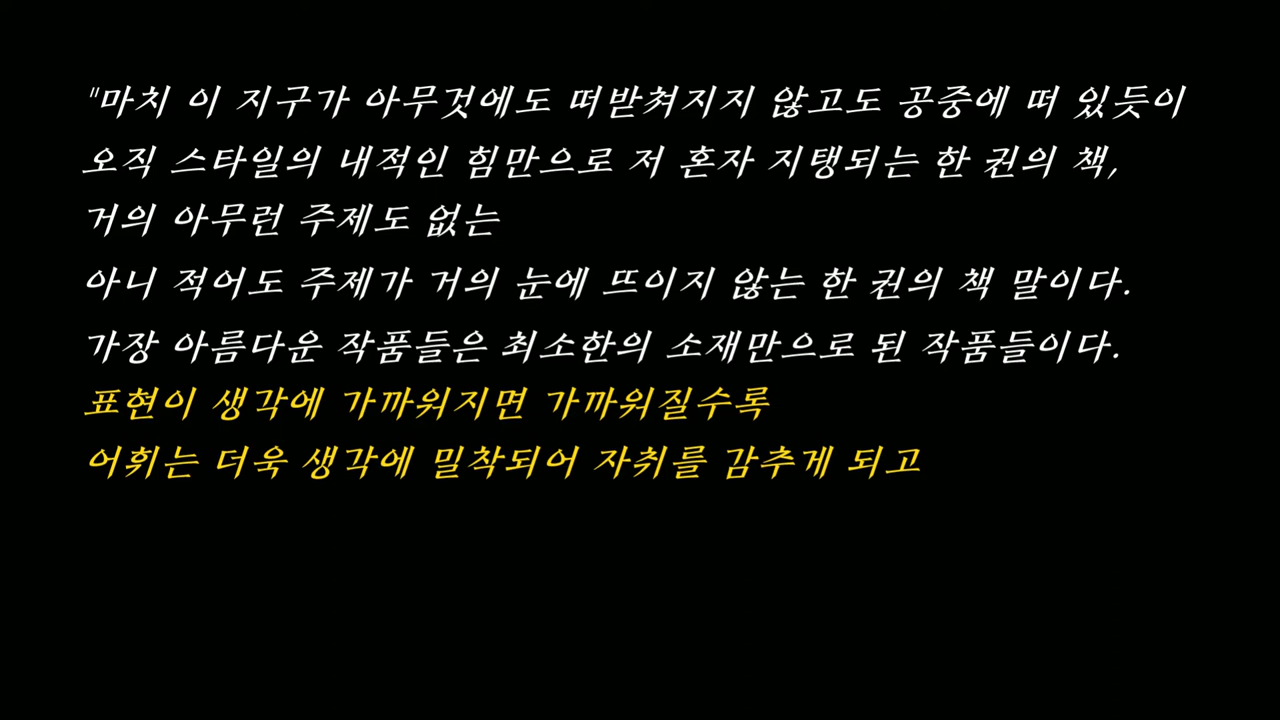 "마치 이 지구가 아무것에도 떠받쳐지지 않고도 공중에 떠 있듯이
오직 스타일의 내적인 힘만으로 저 혼자 지탱되는 한 권의 책,
거의 아무런 주제도 없는
아니 적어도 주제가 거의 눈에 뜨이지 않는 한 권의 책 말이다.
가장 아름다운 작품들은 최소한의 소재만으로 된 작품들이다.
표현이 생각에 가까워지면 가까워질수록
어휘는 더욱 생각에 밀착되어 자취를 감추게 되고